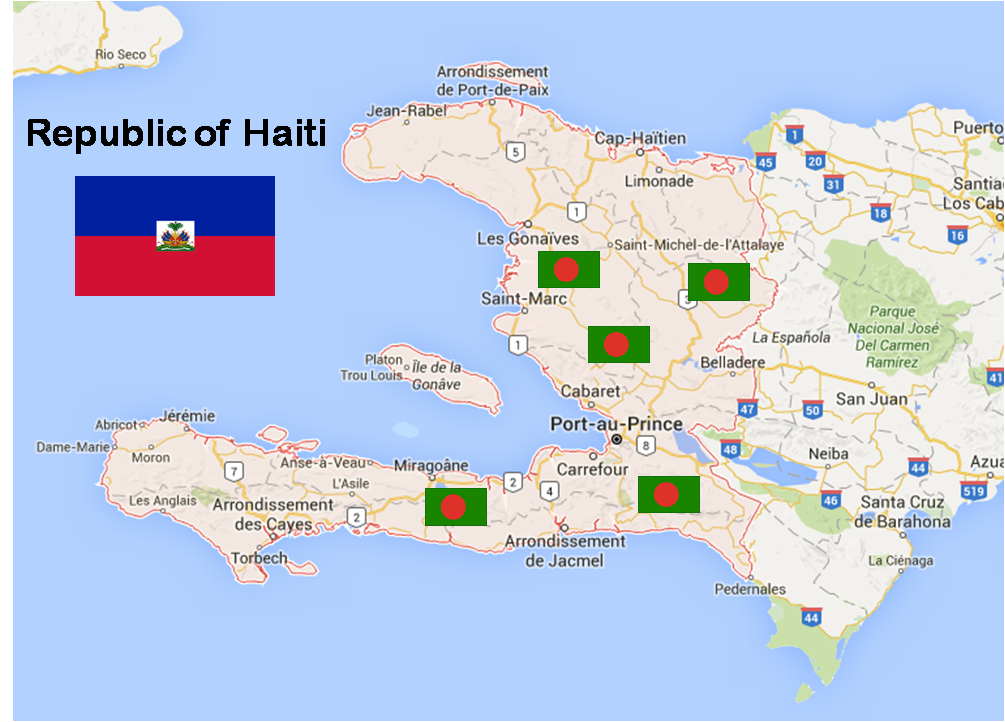 Rio Seco
Arrondissement
de Port-de-Paix
Jean-Rabel
Republic of Haiti
Cap-Haïtien
Puerto
1
45
20
5
31
Limonade
Santia
Los Cab
18
1
16
Les Gonaïves
Saint-Michel-de-l'Attalaye
Saint-Marc
3
Parque
Nacional José
Del Carmen
Ramírez
La Española
1
Platon
Trou Louis
Île de la
Gonâve
Belladere
41
Cabaret
San Juan
47
50
Port-au-Prince
Abricot
Jérémie
8
48
Dame-Marie
Moron
Anse-à-Veau
Miragoâne
Carrefour
Neiba
44
Azua
7
L'Asile
2
4
519
Les Anglais
Arrondissement
des Cayes
2
46
Santa Cruz
de Barahona
Arrondissement
de Jacmel
Torbech
La Ciénaga
Pedernales
44